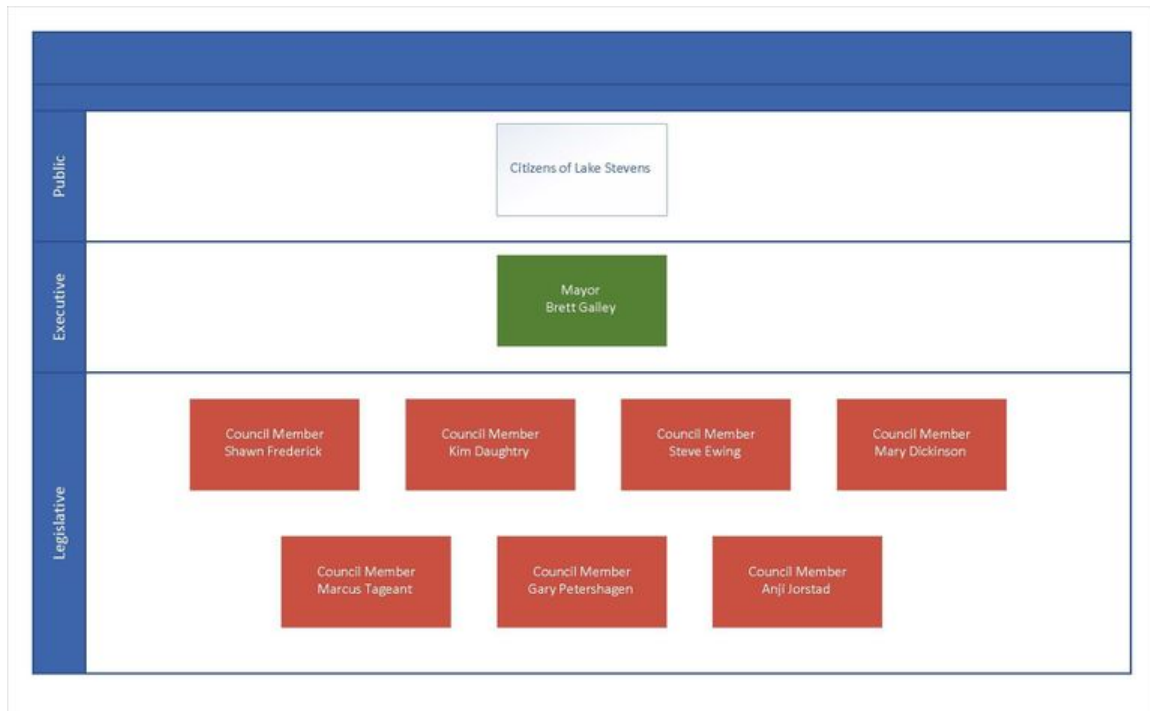 Public
Citizens of Lake Stevens
Executive
Mayor
Brett Gailey
Legislative
Council Member
Shawn Frederick
Council Member
Kim Daughtry
Council Member
Steve Ewing
Council Member
Mary Dickinson
Council Member
Marcus Tageant
Council Member
Gary Petershagen
Council Member
Anji Jorstad